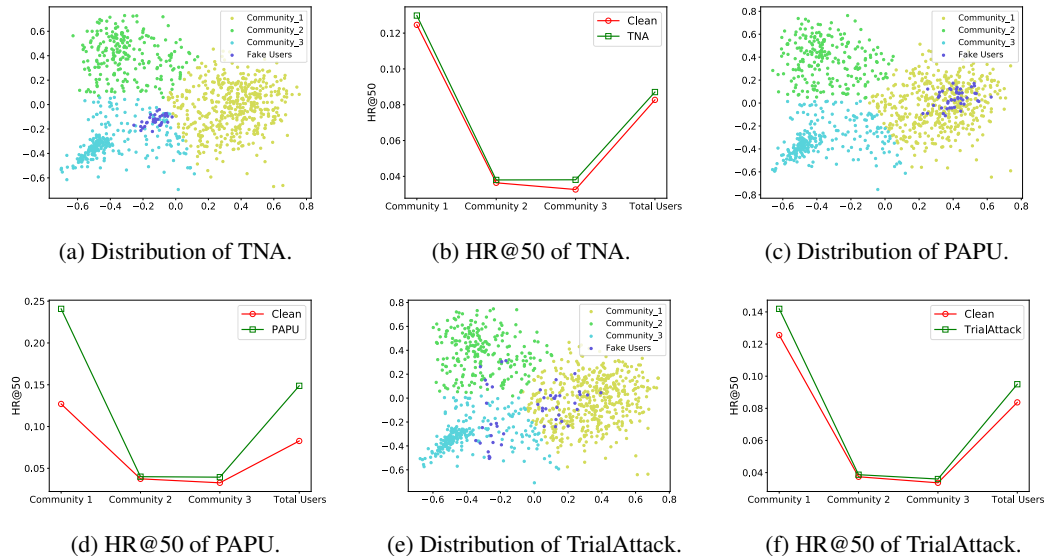 0.6
0.4
0.2
0.0
−0.2
−0.4
−0.6
−0.6 −0.4 −0.2 0.0 0.2 0.4 0.6 0.8
Community_1
Community_2
Community_3
Fake Users
(a) Distribution of TNA.
HR@50
0.12
0.10
0.08
0.06
0.04
Community 1 Community 2 Community 3 Total Users
Clean
TNA
(b) HR@50 of TNA.
0.8
0.6
0.4
0.2
0.0
−0.2
−0.4
−0.6
−0.8
−0.6 −0.4 −0.2 0.0 0.2 0.4 0.6 0.8
Community_1
Community_2
Community_3
Fake Users
(c) Distribution of PAPU.
HR@50
0.25
0.20
0.15
0.10
0.05
Community 1 Community 2 Community 3 Total Users
Clean
PAPU
(d) HR@50 of PAPU.
0.8
0.6
0.4
0.2
0.0
−0.2
−0.4
−0.6
−0.6 −0.4 −0.2 0.0 0.2 0.4 0.6 0.8
Community_1
Community_2
Community_3
Fake Users
(e) Distribution of TrialAttack.
HR@50
0.14
0.12
0.10
0.08
0.06
0.04
Community 1 Community 2 Community 3 Total Users
Clean
TrialAttack
(f) HR@50 of TrialAttack.